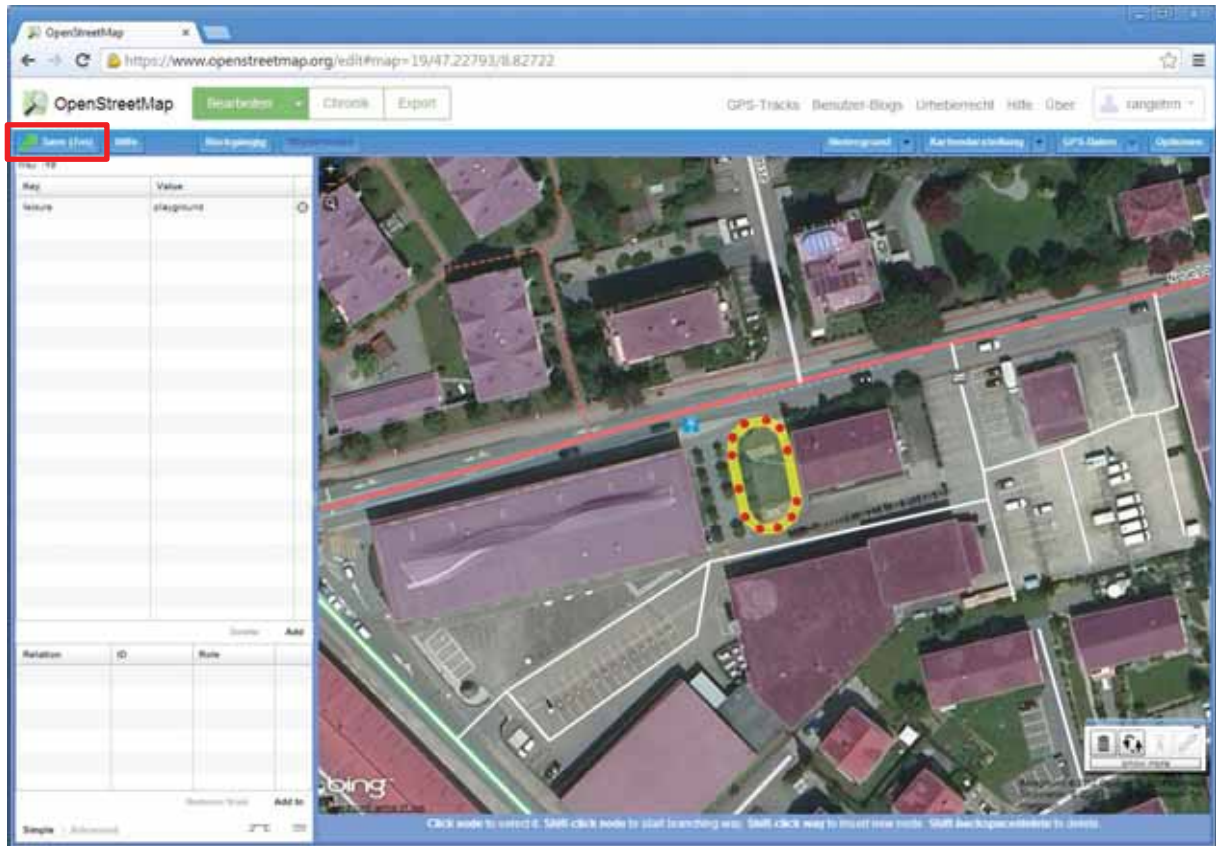 OpenStreetMap
https://www.openstreetmap.org/edit#map=19/47.22793/8.82722
OpenStreetMap
Bearbeiten
Chronik
Export
GPS-Tracks Benutzer-Blogs Urheberrecht Hilfe Über
rangehrn
Save
Hilfe
Rückgängig
Hintergrund
Kartendarstellung
GPS-Daten
Optionen
Key Value
leisure playground
Delete Add
Relation ID Role
Add to
Simple Advanced
bing
show more
Click node to select it. Shift-click node to start branching way. Shift-click way to insert new node. Shift-Backspace/delete to delete.